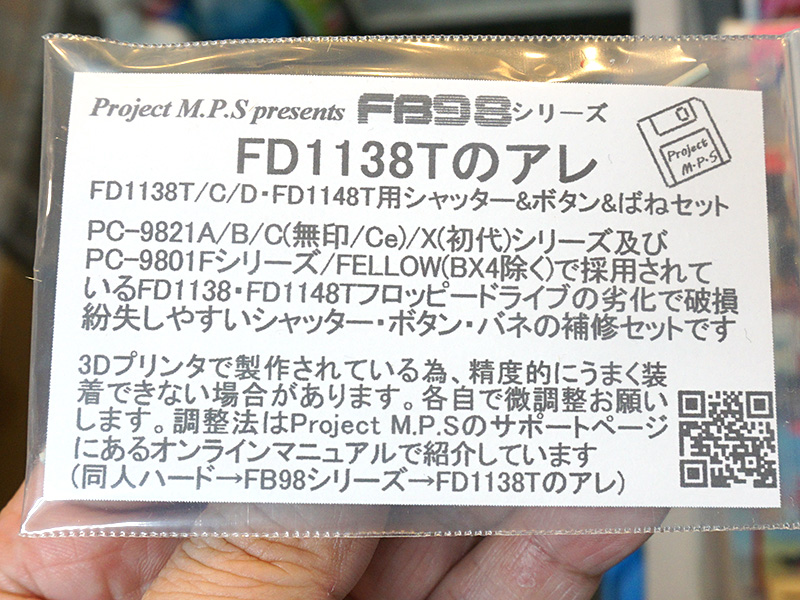 Project M.P.S presents FB98シリーズ
Project
M.P.S
FD1138Tのアレ
FD1138T/C/D・FD1148T用シャッター&ボタン&ばねセット
PC-9821A/B/C(無印/Ce)/X(初代)シリーズ及び
PC-9801Fシリーズ/FELLOW(BX4除く)で採用されて
いるFD1138・FD1148Tフロッピードライブの劣化で破損
紛失しやすいシャッター・ボタン・バネの補修セットです
3Dプリンタで製作されている為、精度的にうまく装
着できない場合があります。各自で微調整お願い
します。調整法はProject M.P.Sのサポートページ
にあるオンラインマニュアルで紹介しています
(同人ハード→FB98シリーズ→FD1138Tのアレ)